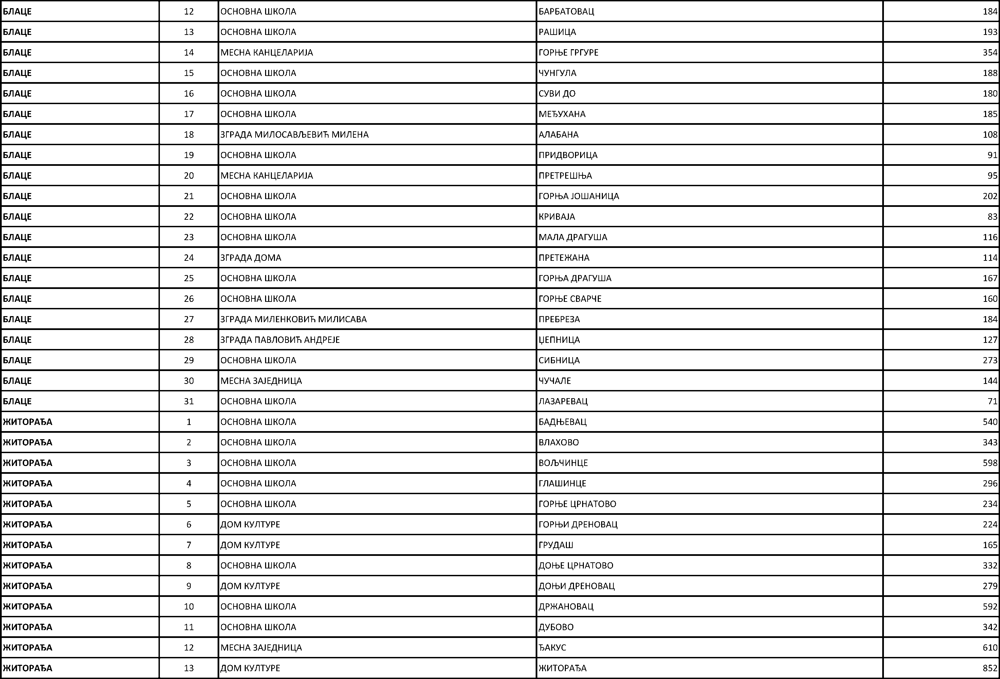 БЛАЦЕ 12 ОСНОВНА ШКОЛА БАРБАТОВАЦ 184
БЛАЦЕ 13 ОСНОВНА ШКОЛА РАШИЦА 193
БЛАЦЕ 14 МЕСНА КАНЦЕЛАРИЈА ГОРЊЕ ГРГУРЕ 354
БЛАЦЕ 15 ОСНОВНА ШКОЛА ЧУНГУЛА 188
БЛАЦЕ 16 ОСНОВНА ШКОЛА СУВИ ДО 180
БЛАЦЕ 17 ОСНОВНА ШКОЛА МЕЂУХАНА 185
БЛАЦЕ 18 ЗГРАДА МИЛОСАВЉЕВИЋ МИЛЕНА АЛАБАНА 108
БЛАЦЕ 19 ОСНОВНА ШКОЛА ПРИДВОРИЦА 91
БЛАЦЕ 20 МЕСНА КАНЦЕЛАРИЈА ПРЕТРЕШЊА 95
БЛАЦЕ 21 ОСНОВНА ШКОЛА ГОРЊА ЈОШАНИЦА 202
БЛАЦЕ 22 ОСНОВНА ШКОЛА КРИВАЈА 83
БЛАЦЕ 23 ОСНОВНА ШКОЛА МАЛА ДРАГУША 116
БЛАЦЕ 24 ЗГРАДА ДОМА ПРЕТЕЖАНА 114
БЛАЦЕ 25 ОСНОВНА ШКОЛА ГОРЊА ДРАГУША 167
БЛАЦЕ 26 ОСНОВНА ШКОЛА ГОРЊЕ СВАРЧЕ 160
БЛАЦЕ 27 ЗГРАДА МИЛЕНКОВИЋ МИЛИСАВА ПРЕБРЕЗА 184
БЛАЦЕ 28 ЗГРАДА ПАВЛОВИЋ АНДРЕЈЕ ЏЕПНИЦА 127
БЛАЦЕ 29 ОСНОВНА ШКОЛА СИБНИЦА 273
БЛАЦЕ 30 МЕСНА ЗАЈЕДНИЦА ЧУЧАЛЕ 144
БЛАЦЕ 31 ОСНОВНА ШКОЛА ЛАЗАРЕВАЦ 71
ЖИТОРАЂА 1 ОСНОВНА ШКОЛА БАДЊЕВАЦ 540
ЖИТОРАЂА 2 ОСНОВНА ШКОЛА ВЛАХОВО 343
ЖИТОРАЂА 3 ОСНОВНА ШКОЛА ВОЉЧИНЦЕ 598
ЖИТОРАЂА 4 ОСНОВНА ШКОЛА ГЛАШИНЦЕ 296
ЖИТОРАЂА 5 ОСНОВНА ШКОЛА ГОРЊЕ ЦРНАТОВО 234
ЖИТОРАЂА 6 ДОМ КУЛТУРЕ ГОРЊИ ДРЕНОВАЦ 224
ЖИТОРАЂА 7 ДОМ КУЛТУРЕ ГРУДАШ 165
ЖИТОРАЂА 8 ОСНОВНА ШКОЛА ДОЊЕ ЦРНАТОВО 332
ЖИТОРАЂА 9 ДОМ КУЛТУРЕ ДОЊИ ДРЕНОВАЦ 279
ЖИТОРАЂА 10 ОСНОВНА ШКОЛА ДРЖАНОВАЦ 592
ЖИТОРАЂА 11 ОСНОВНА ШКОЛА ДУБОВО 342
ЖИТОРАЂА 12 МЕСНА ЗАЈЕДНИЦА ЂАКУС 610
ЖИТОРАЂА 13 ДОМ КУЛТУРЕ ЖИТОРАЂА 852